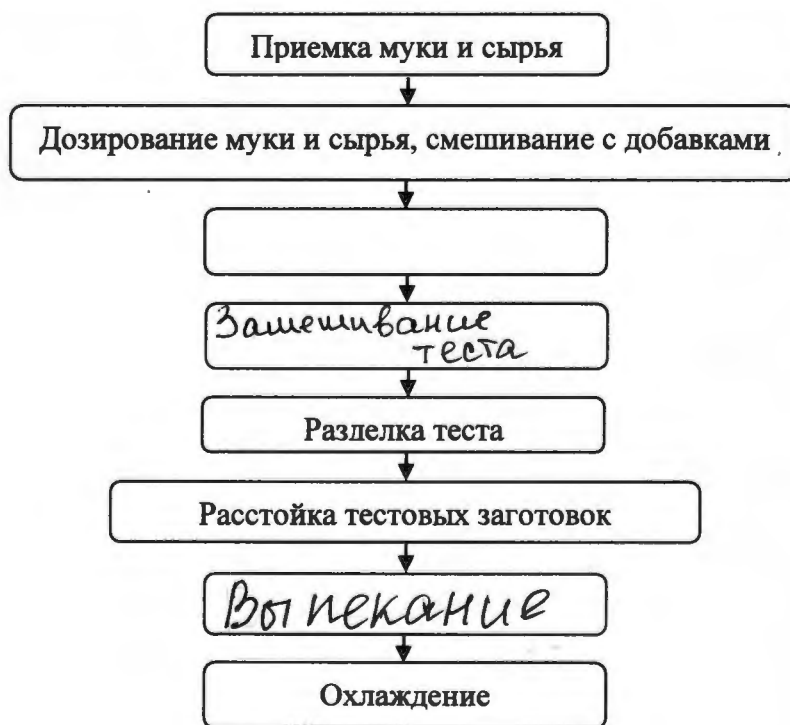 Приемка муки и сырья
Дозирование муки и сырья, смешивание с добавками
Замешивание
теста
Разделка теста
Расстойка тестовых заготовок
Выпекание
Охлаждение